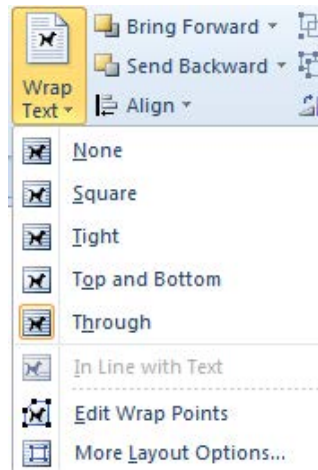 Bring Forward
Send Backward
Wrap
Text
Align
None
Square
Tight
Top and Bottom
Through
In Line with Text
Edit Wrap Points
More Layout Options...